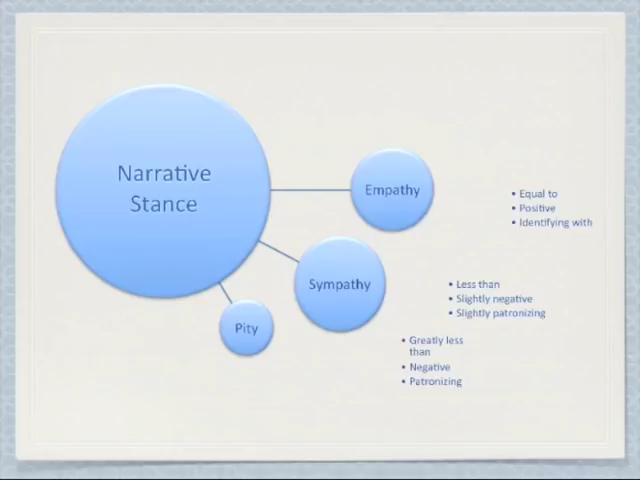 Narrative
Stance
Empathy
• Equal to
• Positive
• Identifying with
Sympathy
• Less than
• Slightly negative
• Slightly patronizing
Pity
• Greatly less
than
• Negative
• Patronizing